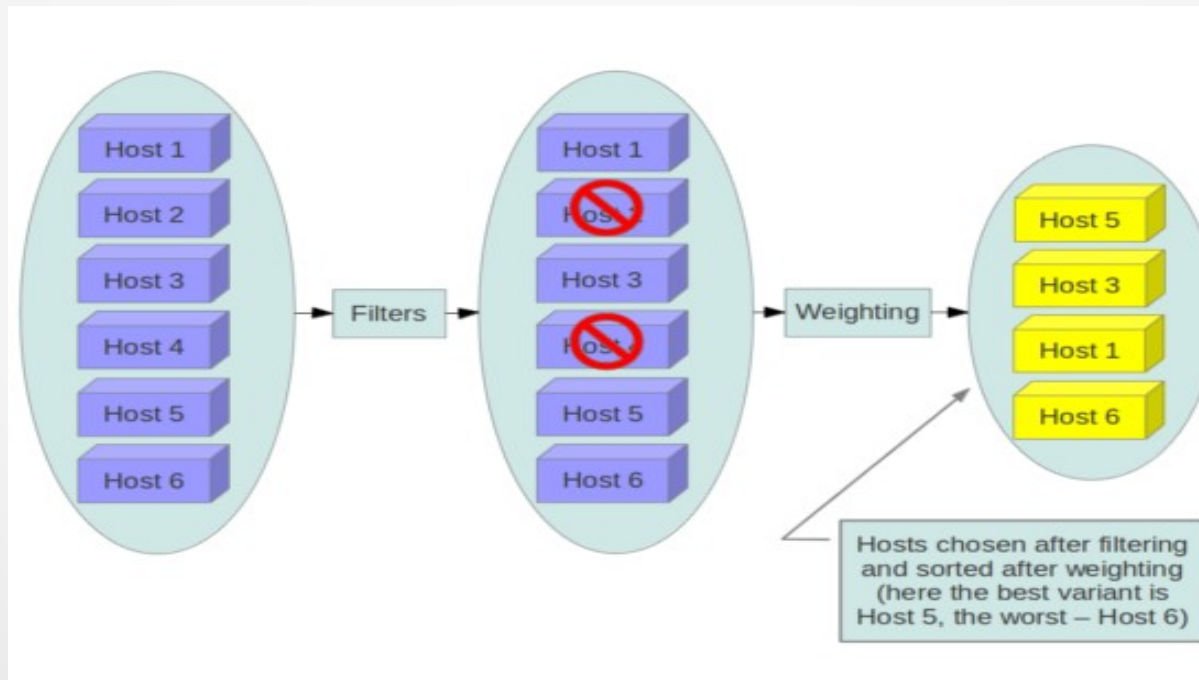 Host 1
Host 2
Host 3
Host 4
Host 5
Host 6
Filters
Host 1
Host
Host 3
Host
Host 5
Host 6
Weighting
Host 5
Host 3
Host 1
Host 6
Hosts chosen after filtering
and sorted after weighting
(here the best variant is
Host 5, the worst – Host 6)